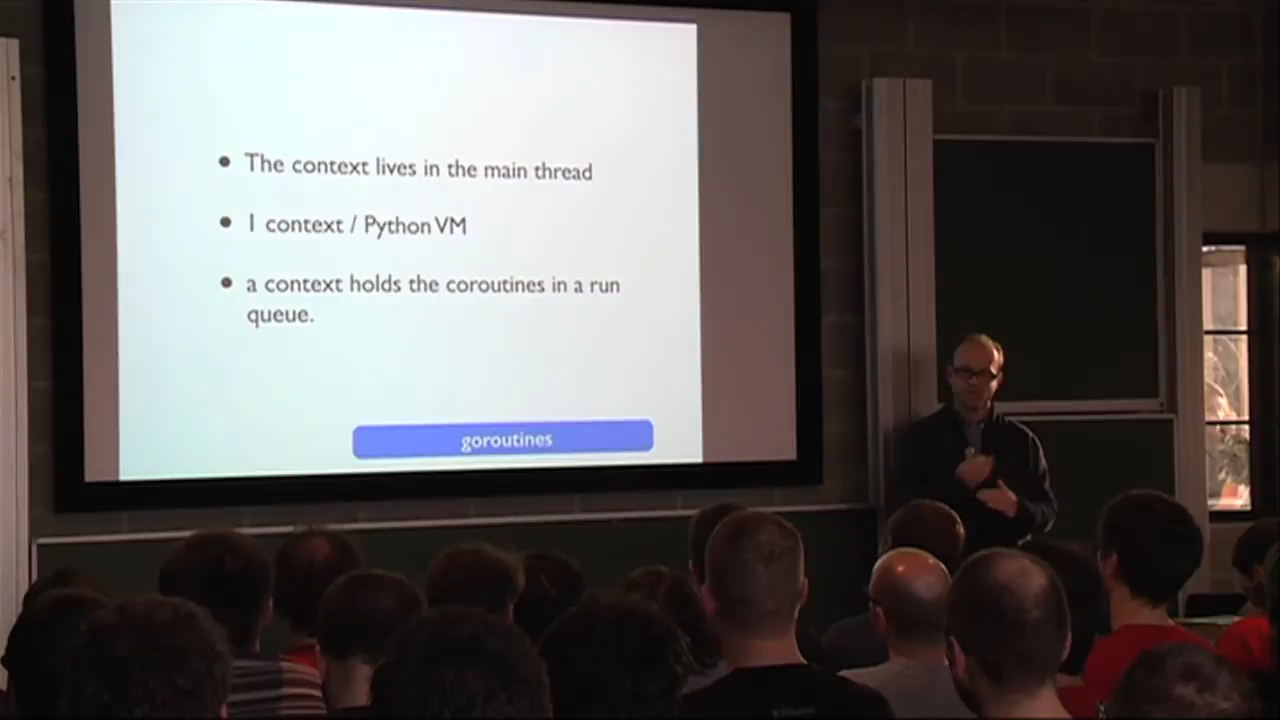 • The context lives in the main thread
• 1 context / Python VM
• a context holds the coroutines in a run
queue.
goroutines